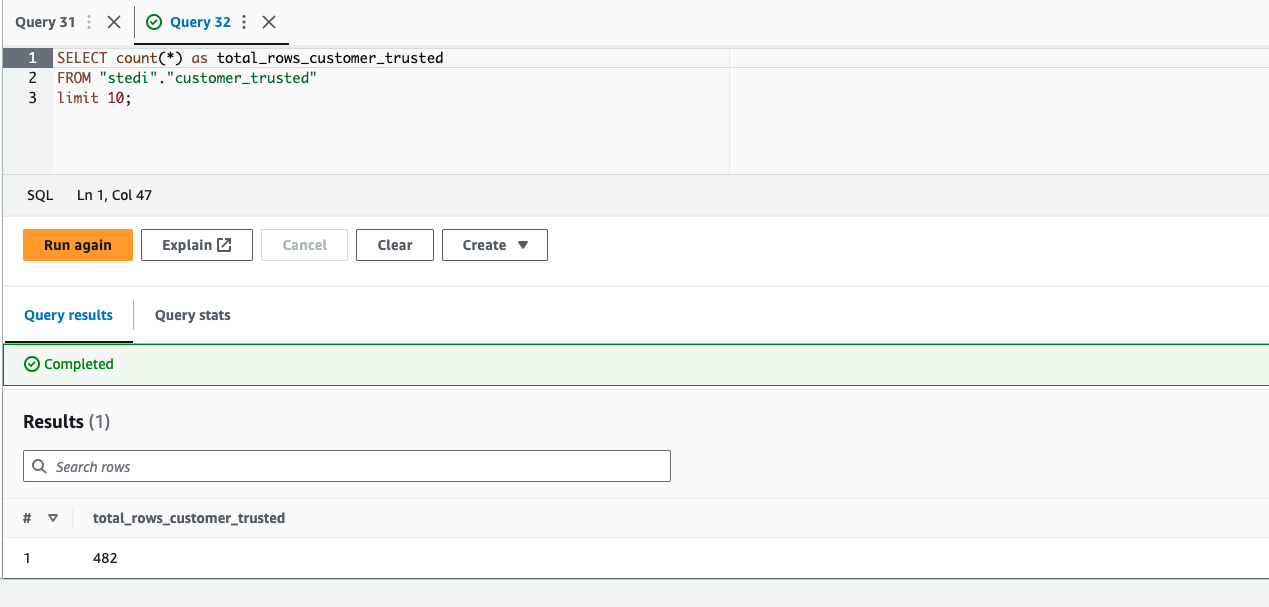 Query 31
Query 32
1 SELECT count(*) as total_rows_customer_trusted
2 FROM "stedi"."customer_trusted"
3 limit 10;
SQL Ln 1, Col 47
Run again Explain Cancel Clear Create
Query results Query stats
Completed
Results (1)
Search rows
# total_rows_customer_trusted
1 482